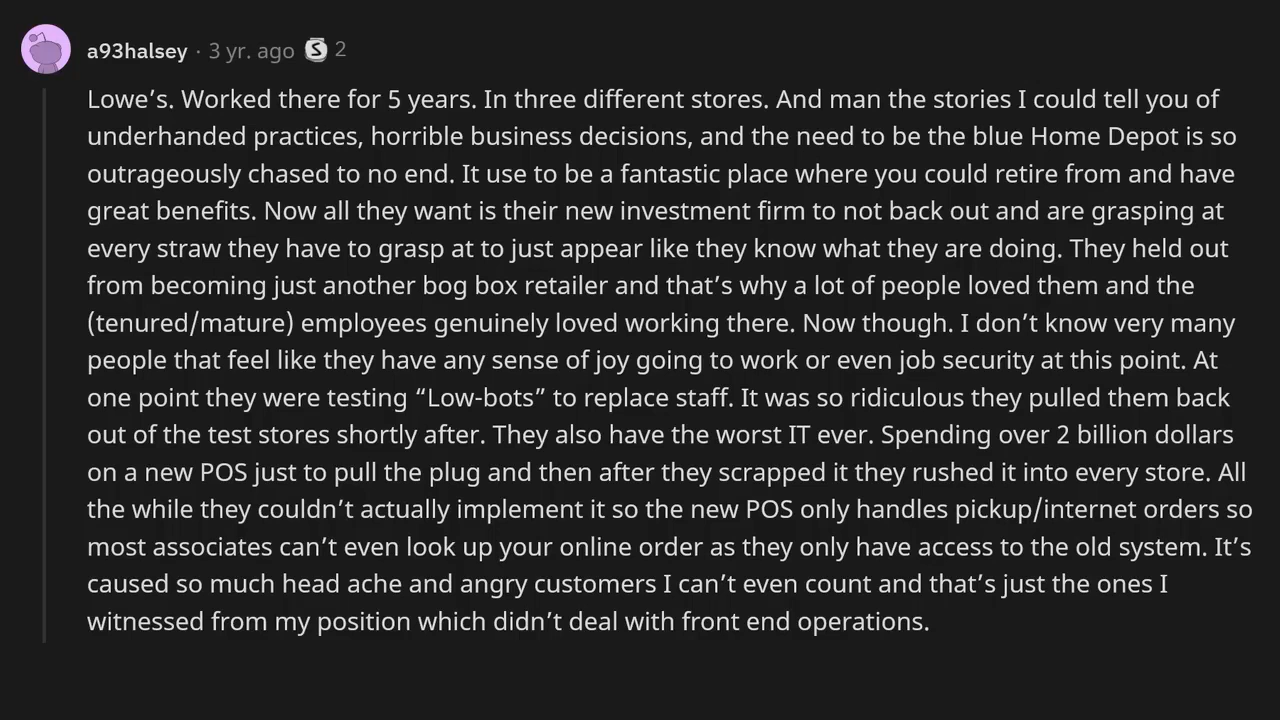 a93halsey · 3 yr. ago S 2
Lowe’s. Worked there for 5 years. In three different stores. And man the stories I could tell you of
underhanded practices, horrible business decisions, and the need to be the blue Home Depot is so
outrageously chased to no end. It use to be a fantastic place where you could retire from and have
great benefits. Now all they want is their new investment firm to not back out and are grasping at
every straw they have to grasp at to just appear like they know what they are doing. They held out
from becoming just another bog box retailer and that’s why a lot of people loved them and the
(tenured/mature) employees genuinely loved working there. Now though. I don’t know very many
people that feel like they have any sense of joy going to work or even job security at this point. At
one point they were testing “Low-bots” to replace staff. It was so ridiculous they pulled them back
out of the test stores shortly after. They also have the worst IT ever. Spending over 2 billion dollars
on a new POS just to pull the plug and then after they scrapped it they rushed it into every store. All
the while they couldn’t actually implement it so the new POS only handles pickup/internet orders so
most associates can’t even look up your online order as they only have access to the old system. It’s
caused so much head ache and angry customers I can’t even count and that’s just the ones I
witnessed from my position which didn’t deal with front end operations.